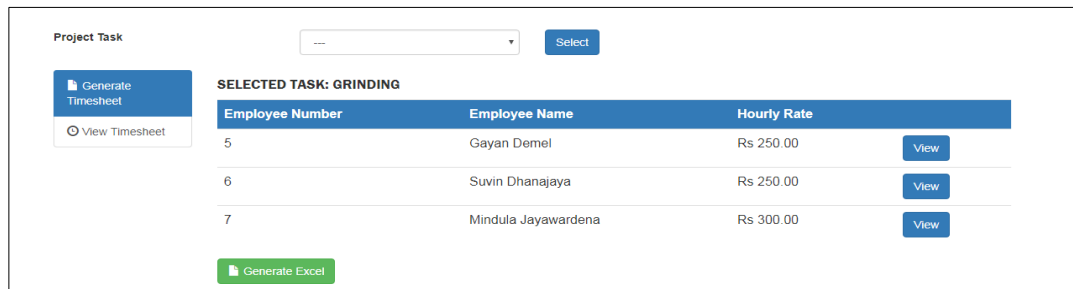 Project Task
---
Select
Generate
Timesheet
View Timesheet
SELECTED TASK: GRINDING
Employee Number Employee Name Hourly Rate
5 Gayan Demel Rs 250.00 View
6 Suvin Dhanajaya Rs 250.00 View
7 Mindula Jayawardena Rs 300.00 View
Generate Excel